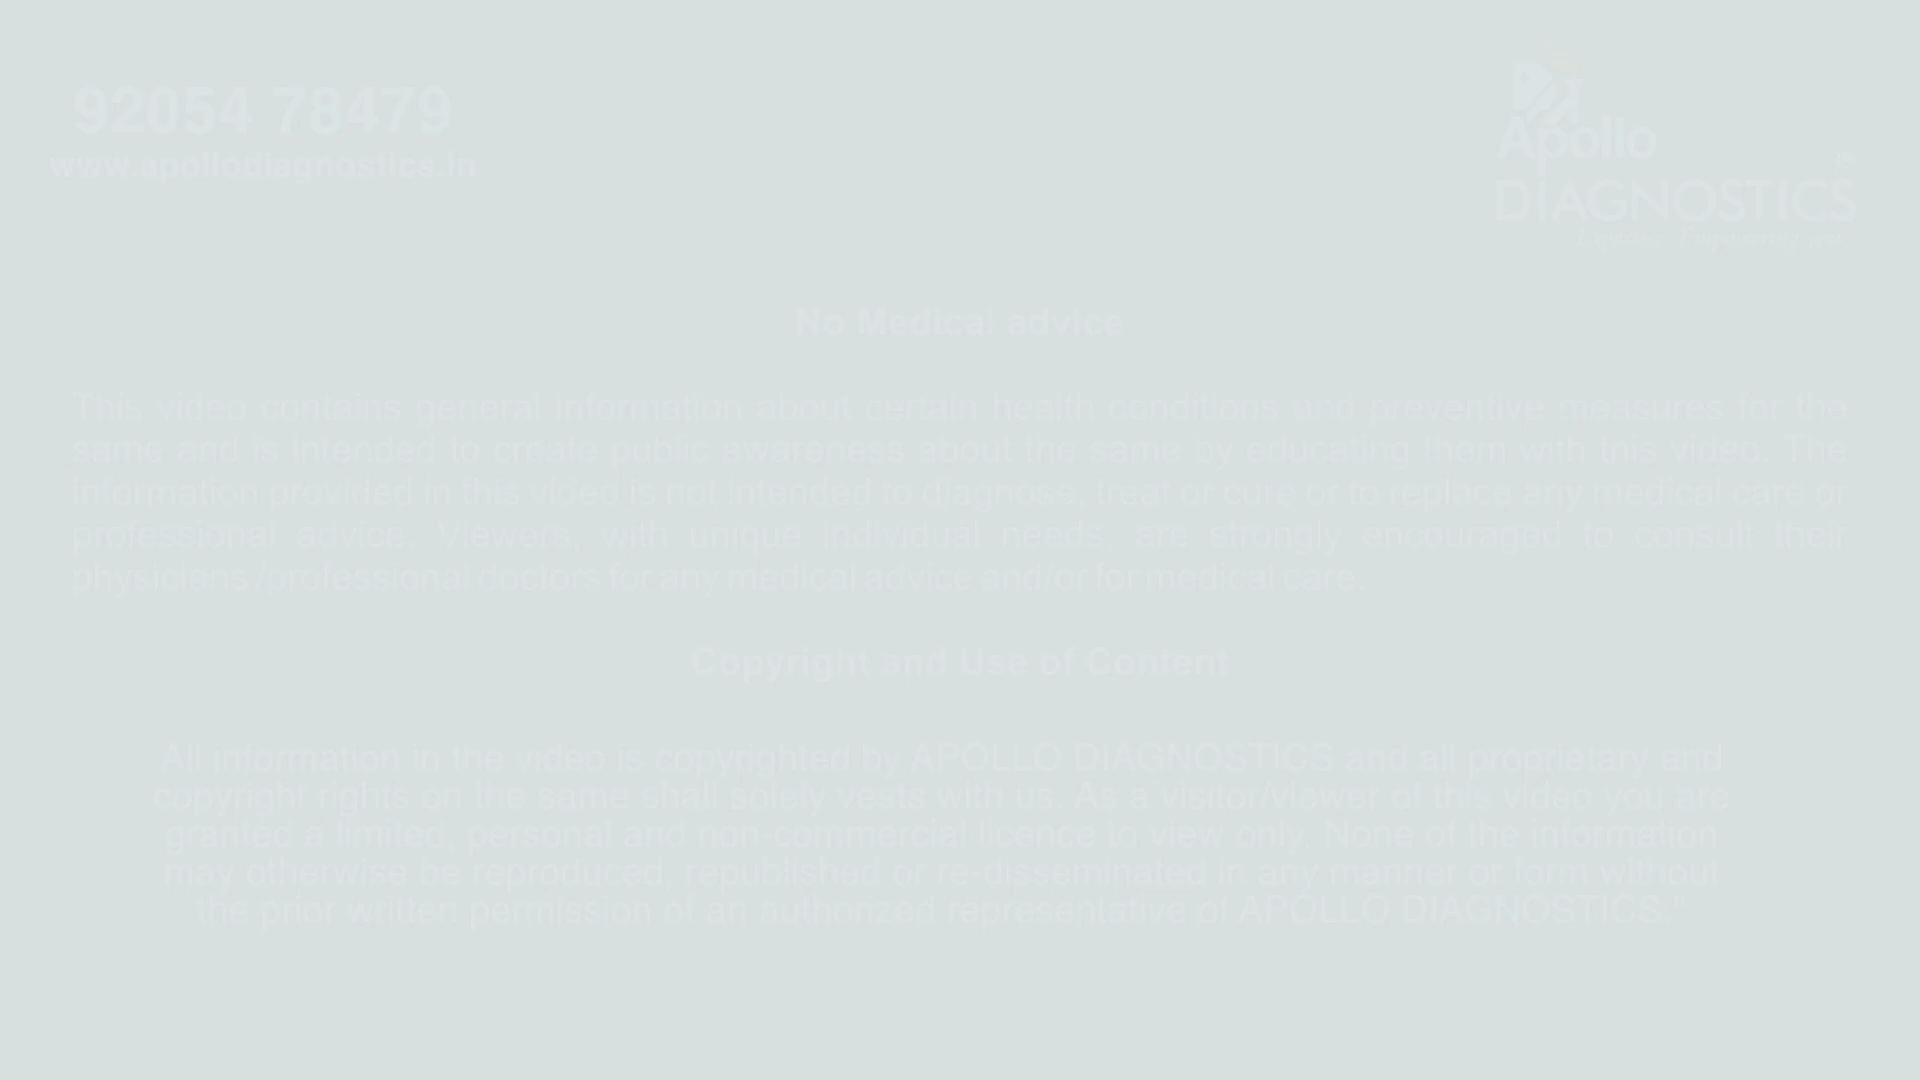 92054 78479
www.apollodiagnostics.in
Apollo
DIAGNOSTICS
Expertise. Empowering you.
No Medical advice
This video contains general information about certain health conditions and preventive measures for the
same and is intended to create public awareness about the same by educating them with this video. The
information provided in this video is not intended to diagnose, treat or cure or to replace any medical care or
professional advice. Viewers, with unique individual needs, are strongly encouraged to consult their
physicians /professional doctors for any medical advice and/or for medical care.
Copyright and Use of Content
All information in the video is copyrighted by APOLLO DIAGNOSTICS and all proprietary and
copyright rights on the same shall solely vests with us. As a visitor/viewer of this video you are
granted a limited, personal and non-commercial licence to view only. None of the information
may otherwise be reproduced, republished or re-disseminated in any manner or form without
the prior written permission of an authorized representative of APOLLO DIAGNOSTICS."